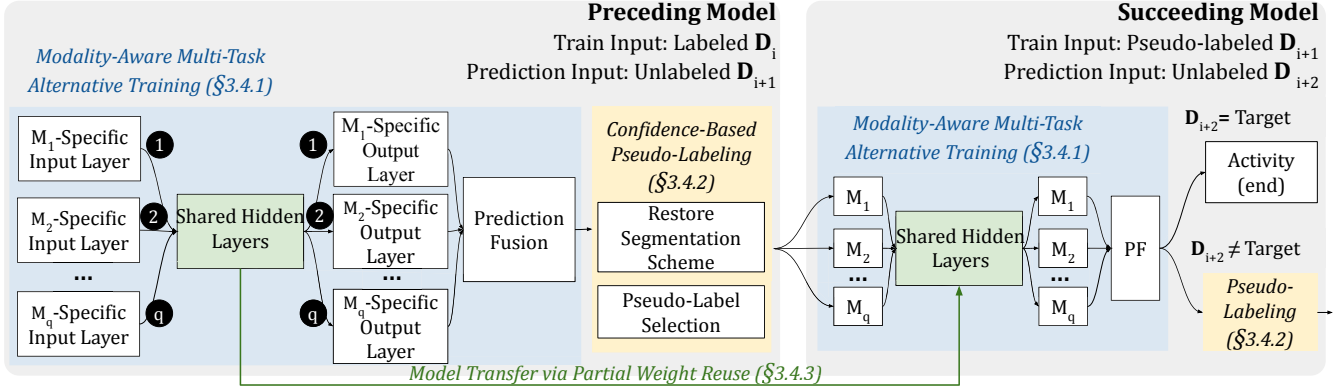 Preceding Model
Train Input: Labeled D i
Prediction Input: Unlabeled D i+1
Modality-Aware Multi-Task
Alternative Training (§3.4.1)
M1-Specific
Input Layer
M2-Specific
Input Layer
...
Mq-Specific
Input Layer
1
2
q
Shared Hidden
Layers
1
2
q
M1-Specific
Output
Layer
M2-Specific
Output
Layer
...
Mq-Specific
Output
Layer
Prediction
Fusion
Confidence-Based
Pseudo-Labeling
(§3.4.2)
Restore
Segmentation
Scheme
Pseudo-Label
Selection
Model Transfer via Partial Weight Reuse (§3.4.3)
Succeeding Model
Train Input: Pseudo-labeled D i+1
Prediction Input: Unlabeled D i+2
Modality-Aware Multi-Task
Alternative Training (§3.4.1)
M1
M2
...
Mq
Shared Hidden
Layers
M1
M2
...
Mq
PF
Di+2= Target
Activity
(end)
Di+2 ≠ Target
Pseudo-
Labeling
(§3.4.2)